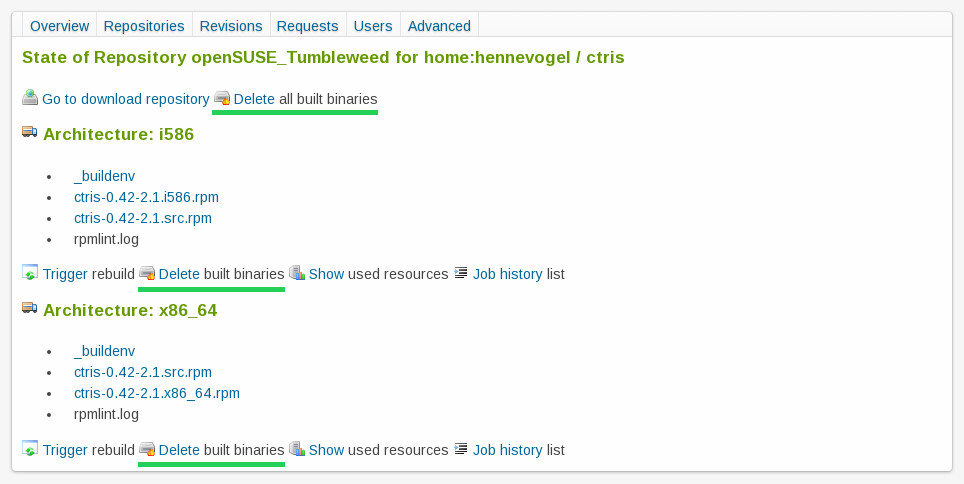 Overview Repositories Revisions Requests Users Advanced
State of Repository openSUSE_Tumbleweed for home:hennevogel / ctris
Go to download repository Delete all built binaries
Architecture: i586
_buildenv
ctris-0.42-2.1.i586.rpm
ctris-0.42-2.1.src.rpm
rpmlint.log
Trigger rebuild Delete built binaries Show used resources Job history list
Architecture: x86_64
_buildenv
ctris-0.42-2.1.src.rpm
ctris-0.42-2.1.x86_64.rpm
rpmlint.log
Trigger rebuild Delete built binaries Show used resources Job history list